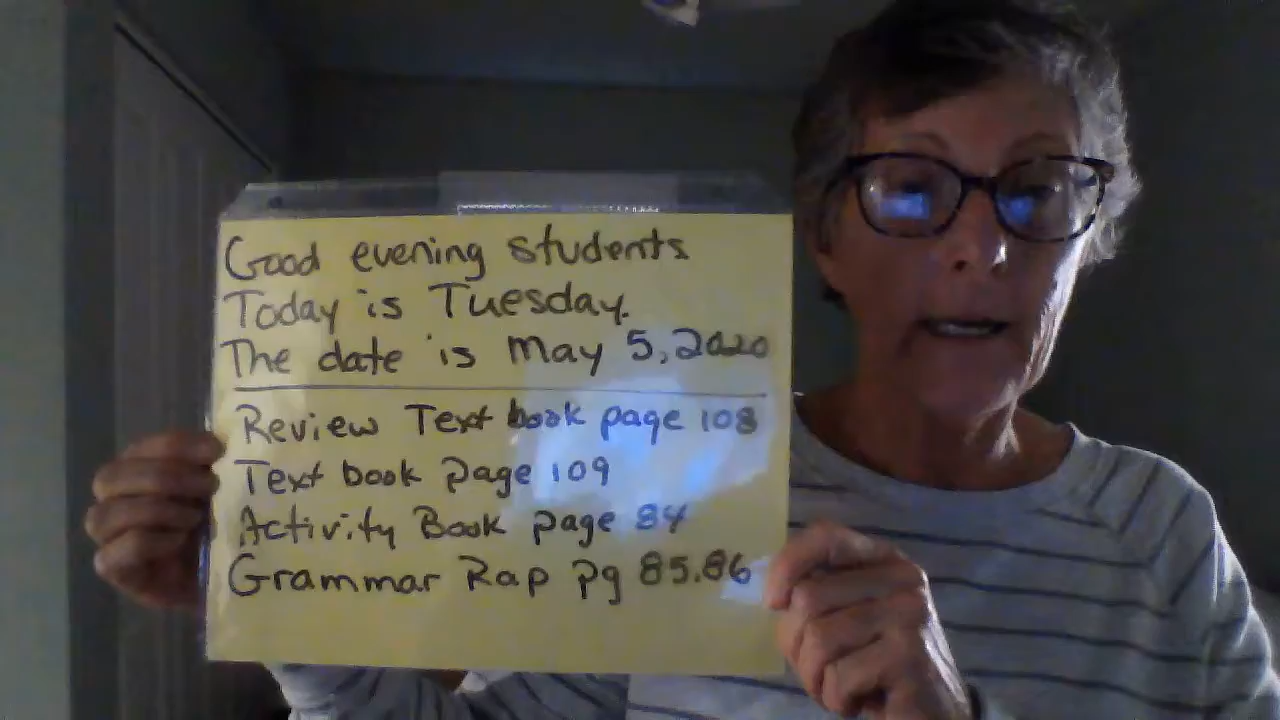 Good evening students
Today is Tuesday.
The date is may 5, 2020
Review Text book page 108
Text book page 109
Activity Book page 84
Grammar Rap pg 85.86